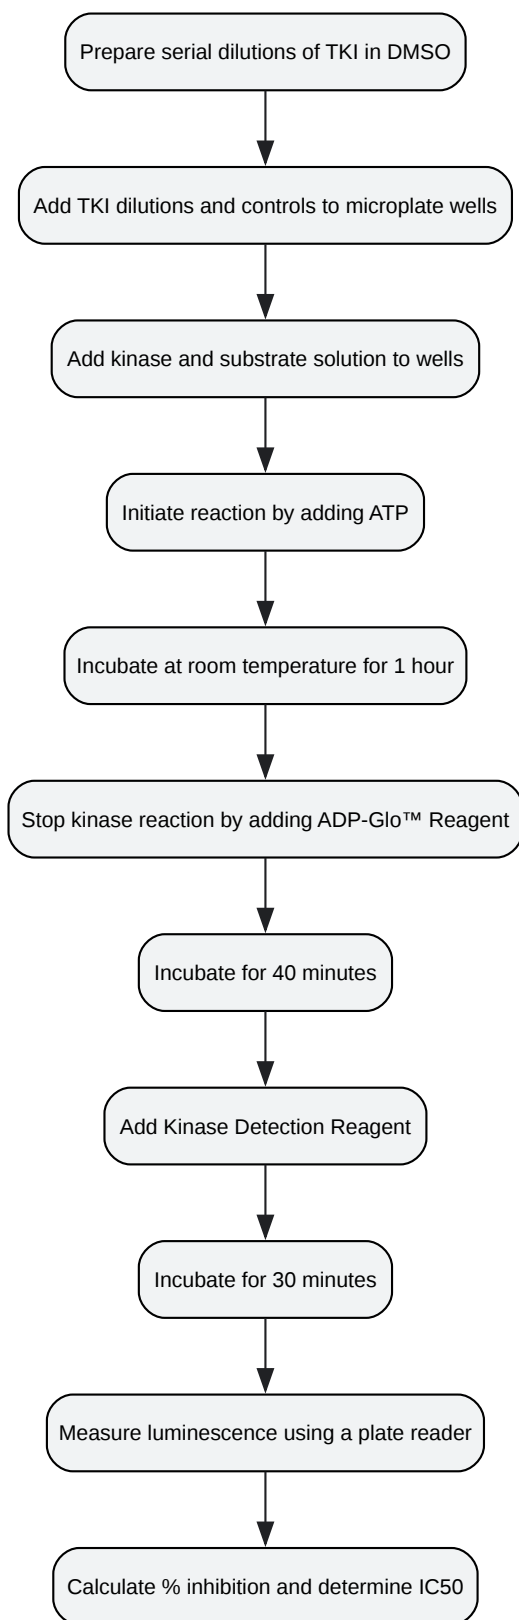 Prepare serial dilutions of TKI in DMSO
Add TKI dilutions and controls to microplate wells
Add kinase and substrate solution to wells
Initiate reaction by adding ATP
Incubate at room temperature for 1 hour
Stop kinase reaction by adding ADP-Glo™ Reagent
Incubate for 40 minutes
Add Kinase Detection Reagent
Incubate for 30 minutes
Measure luminescence using a plate reader
Calculate % inhibition and determine IC50